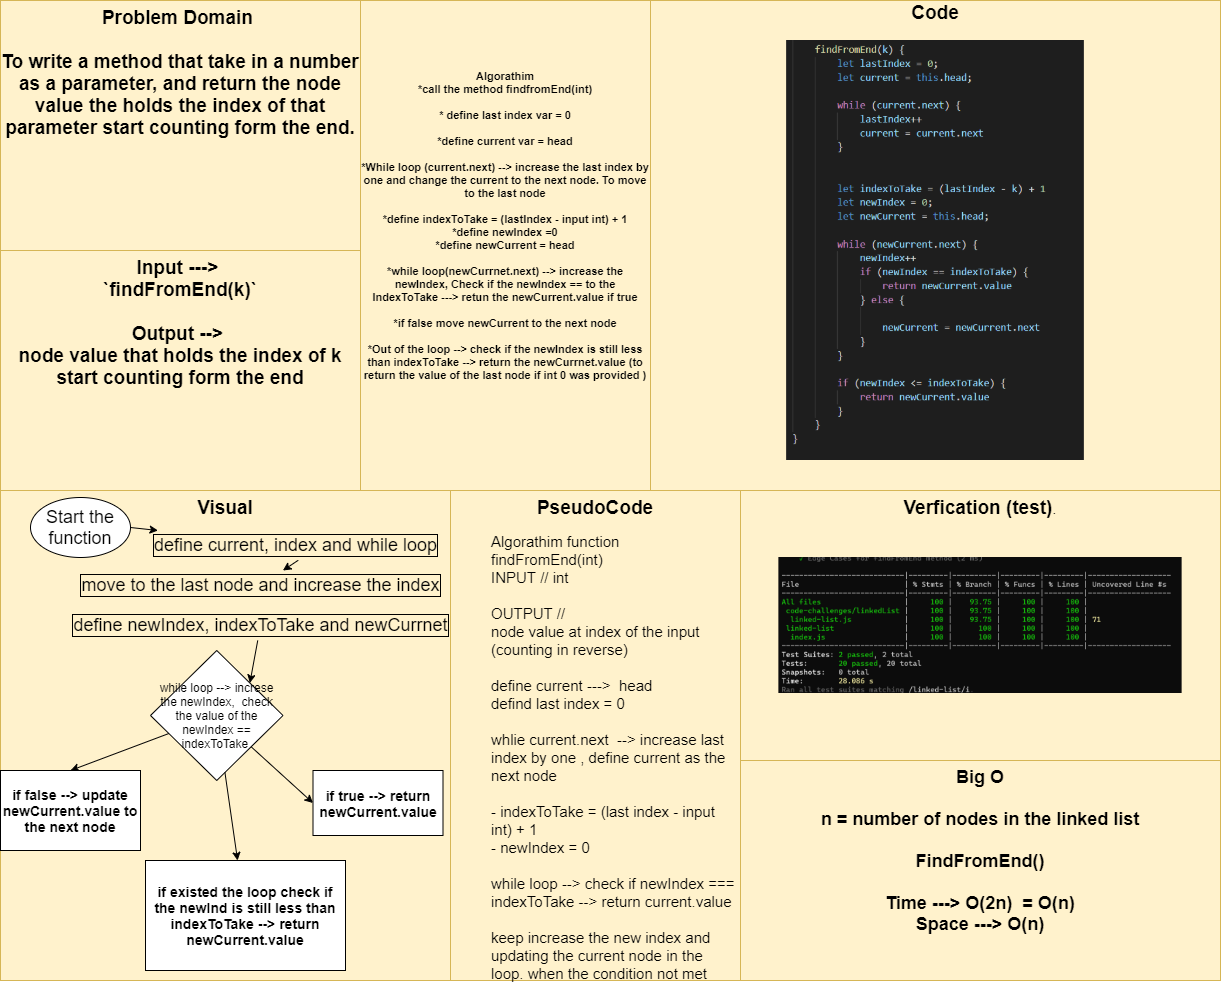 Problem Domain
To write a method that take in a number
as a parameter, and return the node
value the holds the index of that
parameter start counting form the end.
Input --->
`findFromEnd(k)`
Output -->
node value that holds the index of k
start counting form the end
Algorathim
*call the method findfromEnd(int)
* define last index var = 0
*define current var = head
*While loop (current.next) --> increase the last index by
one and change the current to the next node. To move
to the last node
*define indexToTake = (lastIndex - input int) + 1
*define newIndex =0
*define newCurrent = head
*while loop(newCurrnet.next) --> increase the
newIndex, Check if the newIndex == to the
IndexToTake ---> retun the newCurrent.value if true
*if false move newCurrent to the next node
*Out of the loop --> check if the newIndex is still less
than indexToTake --> return the newCurrnet.value (to
return the value of the last node if int 0 was provided )
Code
findFromEnd(k) {
let lastIndex = 0;
let current = this.head;
while (current.next) {
lastIndex++
current = current.next
}
let indexToTake = (lastIndex - k) + 1
let newIndex = 0;
let newCurrent = this.head;
while (newCurrent.next) {
newIndex++
if (newIndex == indexToTake) {
return newCurrent.value
} else {
newCurrent = newCurrent.next
}
}
if (newIndex <= indexToTake) {
return newCurrent.value
}
}
}
Visual
Start the
function
define current, index and while loop
move to the last node and increase the index
define newIndex, indexToTake and newCurrnet
while loop --> increse
the newIndex,  check
the value of the
newIndex ==
indexToTake
if false --> update
newCurrent.value to
the next node
if true --> return
newCurrent.value
if existed the loop check if
the newInd is still less than
indexToTake --> return
newCurrent.value
PseudoCode
Algorathim function
findFromEnd(int)
INPUT // int
OUTPUT //
node value at index of the input
(counting in reverse)
define current --->  head
defind last index = 0
whlie current.next  --> increase last
index by one , define current as the
next node
- indexToTake = (last index - input
int) + 1
- newIndex = 0
while loop --> check if newIndex ===
indexToTake --> return current.value
keep increase the new index and
updating the current node in the
loop. when the condition not met
Verfication (test).
Edge Cases for findFromEnd method (2 ms)
File | % Stmts | % Branch | % Funcs | % Lines | Uncovered Line #s
All files | 100 | 93.75 | 100 | 100 |
code-challenges/linkedList | 100 | 93.75 | 100 | 100 |
linked-list.js | 100 | 93.75 | 100 | 100 | 71
linked-list | 100 | 100 | 100 | 100 |
index.js | 100 | 100 | 100 | 100 |
Test Suites: 2 passed, 2 total
Tests: 20 passed, 20 total
Snapshots: 0 total
Time: 28.086 s
Ran all test suites matching /linked-list/i.
Big O
n = number of nodes in the linked list
FindFromEnd()
Time ---> O(2n)  = O(n)
Space ---> O(n)